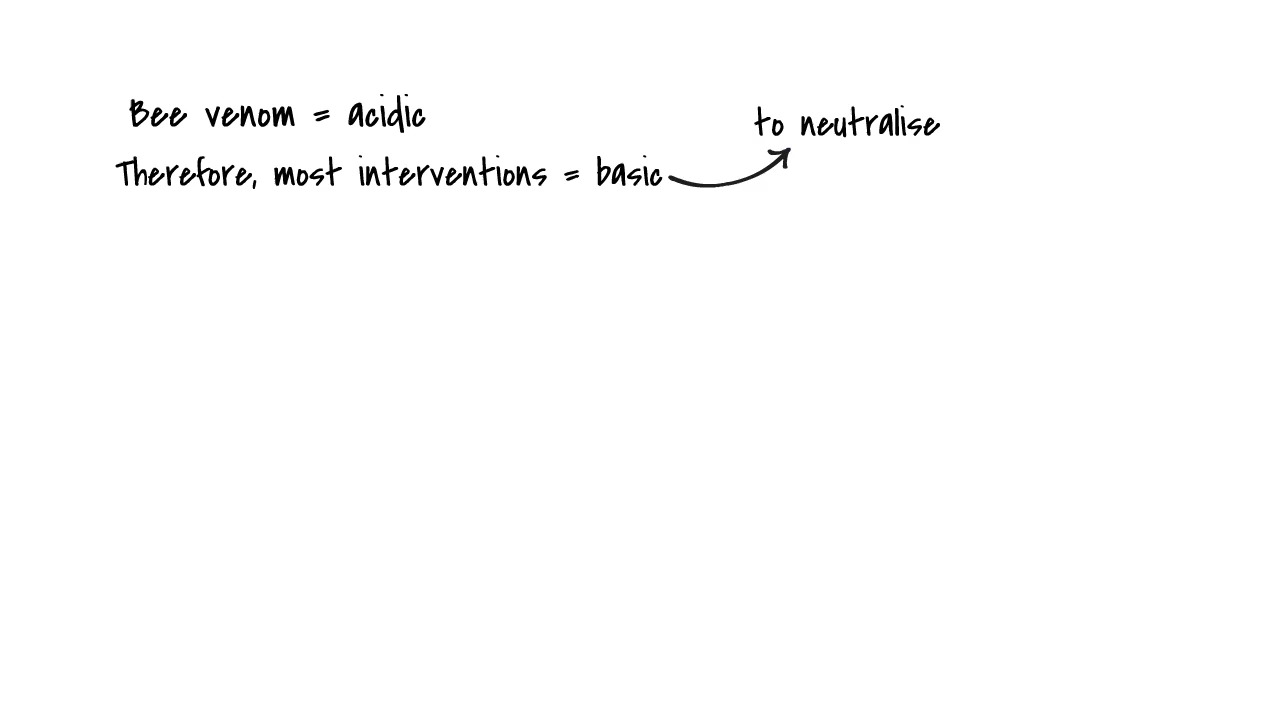 Bee venom = acidic
to neutralise
Therefore, most interventions = basic